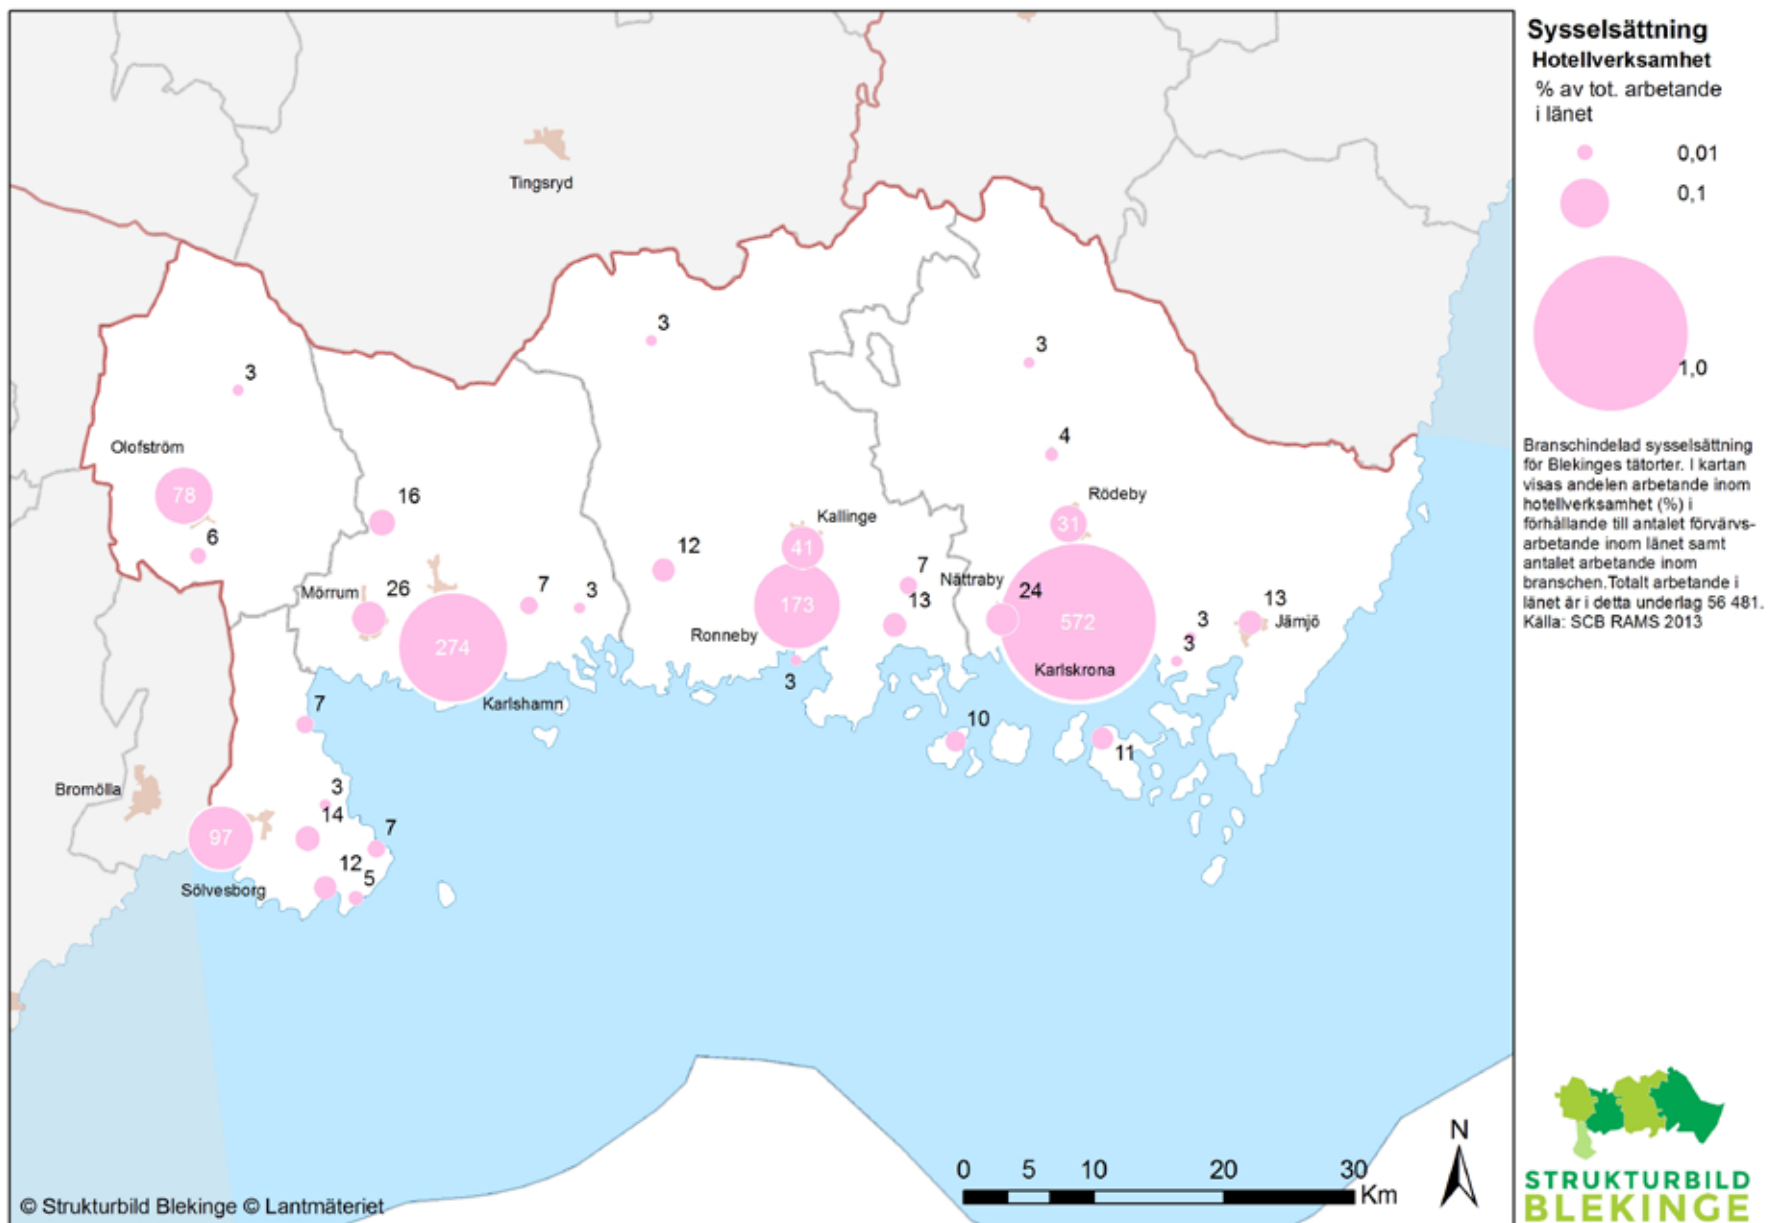 Sysselsättning
Hotellverksamhet
% av tot. arbetande
i länet
0,01
0,1
1,0
Branschindelad sysselsättning
för Blekinges tätorter. I kartan
visas andelen arbetande inom
hotellverksamhet (%) i
förhållande till antalet förvärvs-
arbetande inom länet samt
antalet arbetande inom
branschen.Totalt arbetande i
länet är i detta underlag 56 481.
Källa: SCB RAMS 2013
Tingsryd
3
3
3
Olofström
4
78
16
Rödeby
31
Kallinge
41
6
12
7
Nättraby
Mörrum
26
7
3
173
13
24
572
13
Jämjö
3
3
Ronneby
274
Karlskrona
3
Karlshamn
7
10
11
Bromölla
3
14
97
7
12
5
Sölvesborg
N
0 5 10 20 30
Km
© Strukturbild Blekinge © Lantmäteriet
STRUKTURBILD
BLEKINGE